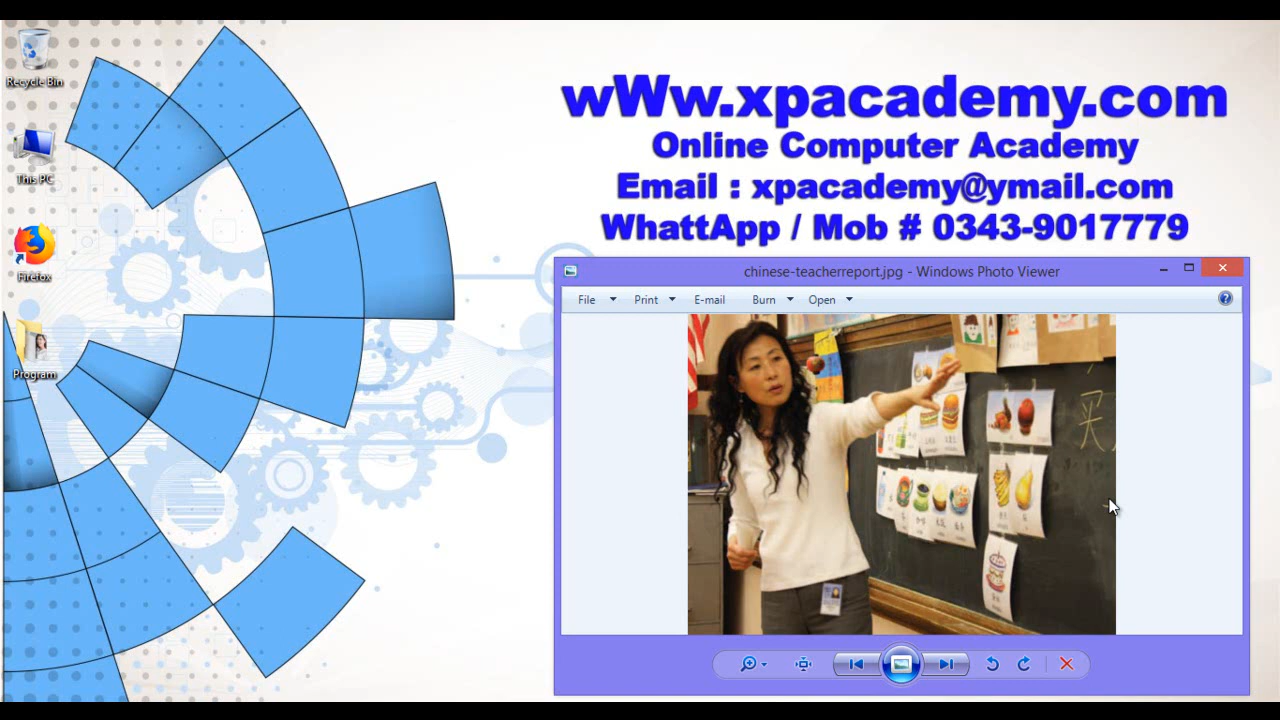 Recycle Bin
This PC
Firefox
Program
wWw.xpacademy.com
Online Computer Academy
Email : xpacademy@ymail.com
WhattApp / Mob # 0343-9017779
chinese-teacherreport.jpg - Windows Photo Viewer
File Print E-mail Burn Open
买